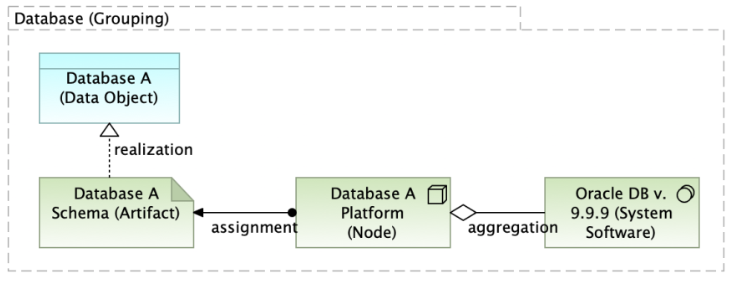 Database (Grouping)
Database A
(Data Object)
realization
Database A
Schema (Artifact)
assignment
Database A
Platform
(Node)
aggregation
Oracle DB v.
9.9.9 (System
Software)